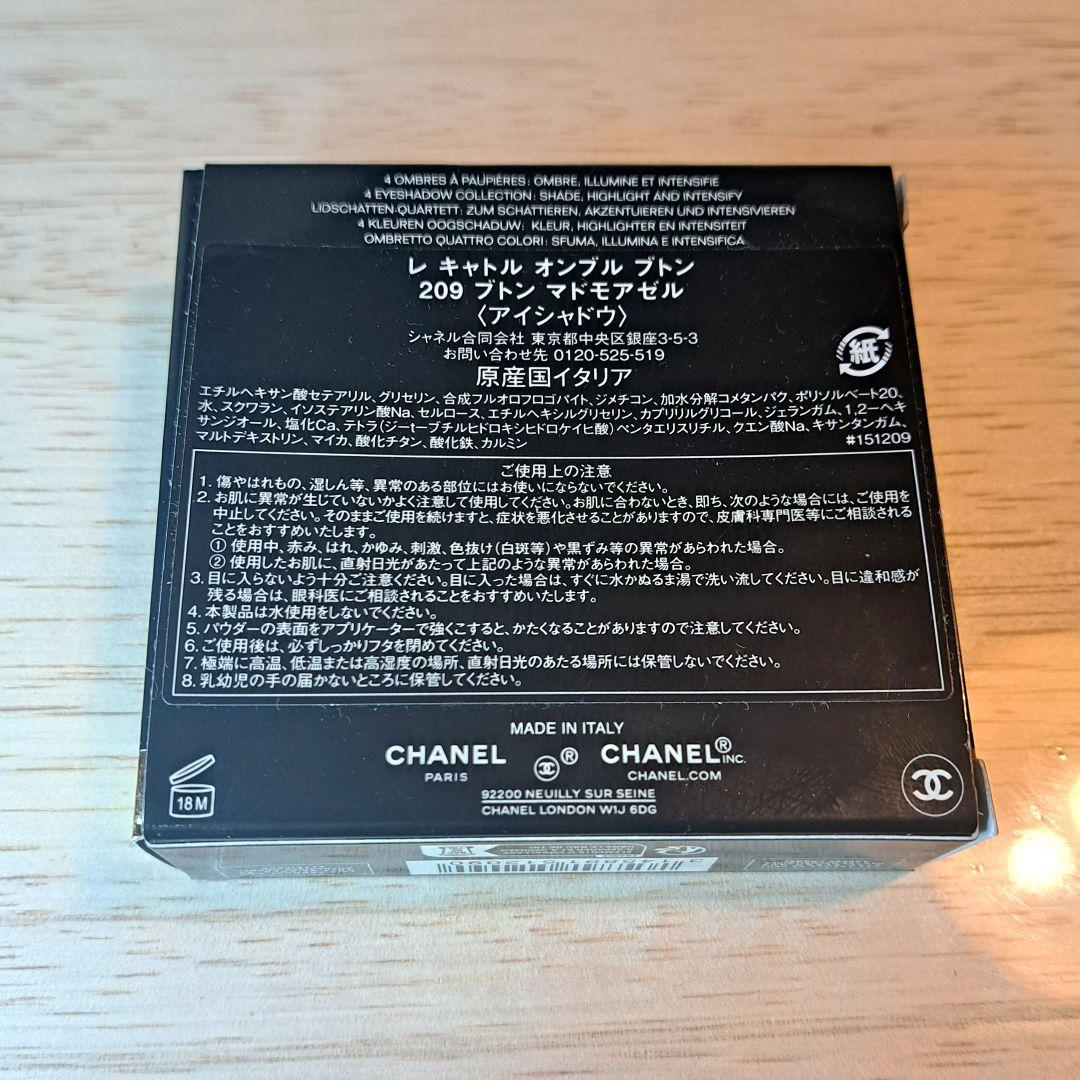 4 OMBRES À PAUPIÈRES : OMBRE, ILLUMINE ET INTENSIFIE
4 EYESHADOW COLLECTION : SHADE, HIGHLIGHT AND INTENSIFY
LIDSCHATTEN-QUARTETT : ZUM SCHATTIEREN, AKZENTUIEREN UND INTENSIVIEREN
4 KLEUREN OOGSCHADUW : KLEUR, HIGHLIGHTER EN INTENSITEIT
OMBRETTO QUATTRO COLORI : SFUMA, ILLUMINA E INTENSIFICA
レ キャトル オンブル ブトン
209 ブトン マドモアゼル
〈アイシャドウ〉
シャネル合同会社 東京都中央区銀座3-5-3
お問い合わせ先 0120-525-519
原産国イタリア
紙
エチルヘキサン酸セテアリル、グリセリン、合成フルオロフロゴパイト、ジメチコン、加水分解コメタンパク、ポリソルベート20、
水、スクワラン、イソステアリン酸Na、セルロース、エチルヘキシルグリセリン、カプリリルグリコール、ジェランガム、1,2-ヘキ
サンジオール、塩化Ca、テトラ(ジ-t-ブチルヒドロキシヒドロケイヒ酸)ペンタエリスリチル、クエン酸Na、キサンタンガム、
マルトデキストリン、マイカ、酸化チタン、酸化鉄、カルミン #151209
ご使用上の注意
1. 傷やはれもの、湿しん等、異常のある部位にはお使いにならないでください。
2. お肌に異常が生じていないかよく注意して使用してください。お肌に合わないとき、即ち、次のような場合には、ご使用を
中止してください。そのままご使用を続けますと、症状を悪化させることがありますので、皮膚科専門医等にご相談される
ことをおすすめいたします。
① 使用中、赤み、はれ、かゆみ、刺激、色抜け(白斑等)や黒ずみ等の異常があらわれた場合。
② 使用したお肌に、直射日光があたって上記のような異常があらわれた場合。
3. 目に入らないよう十分ご注意ください。目に入った場合は、すぐに水かぬるま湯で洗い流してください。目に違和感が
残る場合は、眼科医にご相談されることをおすすめいたします。
4. 本製品は水使用をしないでください。
5. パウダーの表面をアプリケーターで強くこすると、かたくなることがありますので注意してください。
6. ご使用後は、必ずしっかりフタを閉めてください。
7. 極端に高温、低温または高湿度の場所、直射日光のあたる場所には保管しないでください。
8. 乳幼児の手の届かないところに保管してください。
MADE IN ITALY
CHANEL ® CHANEL® INC.
PARIS CHANEL.COM
92200 NEUILLY SUR SEINE
CHANEL LONDON W1J 6DG
18 M